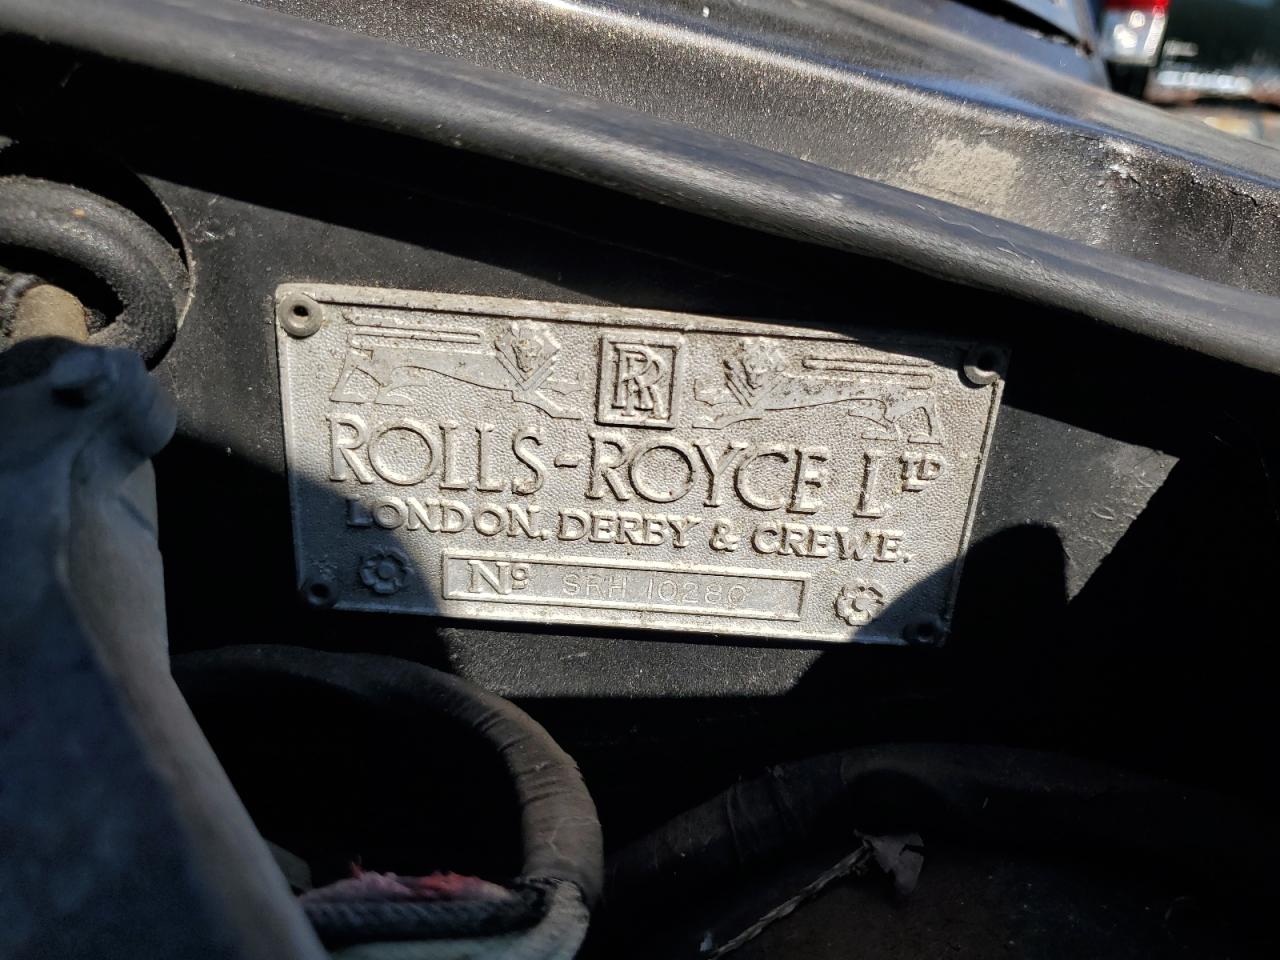 RR
ROLLS-ROYCE LTD
LONDON, DERBY & CREWE.
No SRH 10280